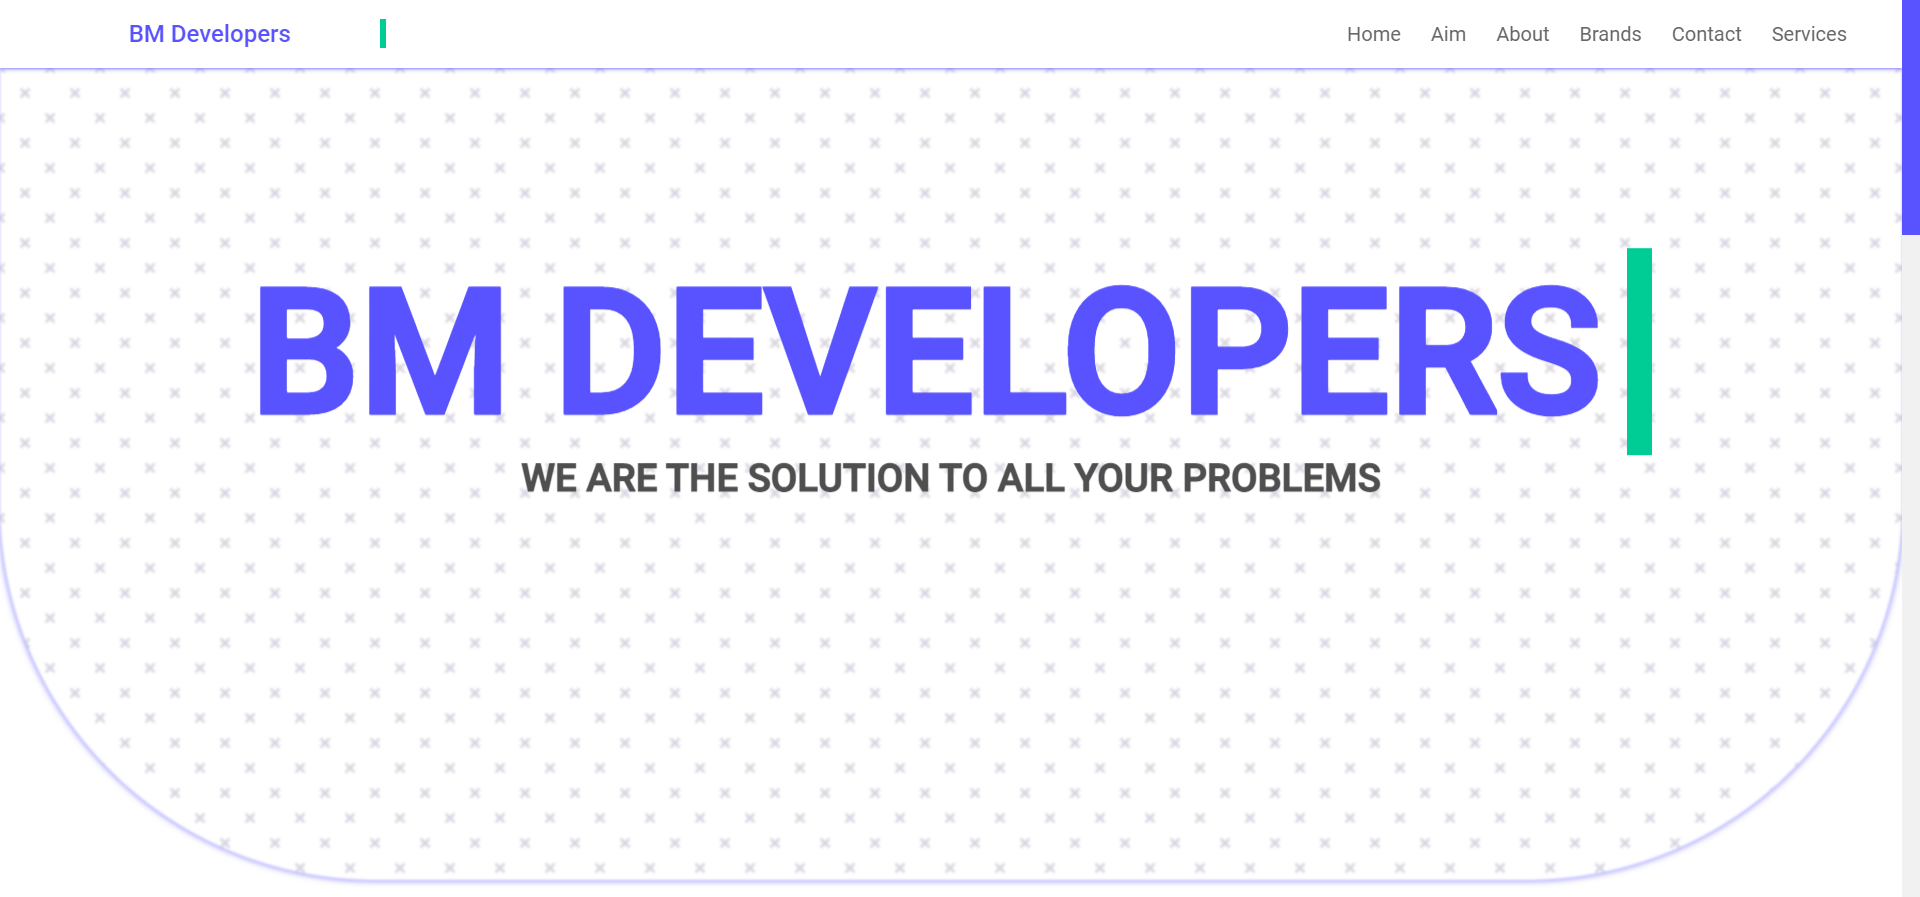 BM Developers
Home Aim About Brands Contact Services
BM DEVELOPERS
WE ARE THE SOLUTION TO ALL YOUR PROBLEMS